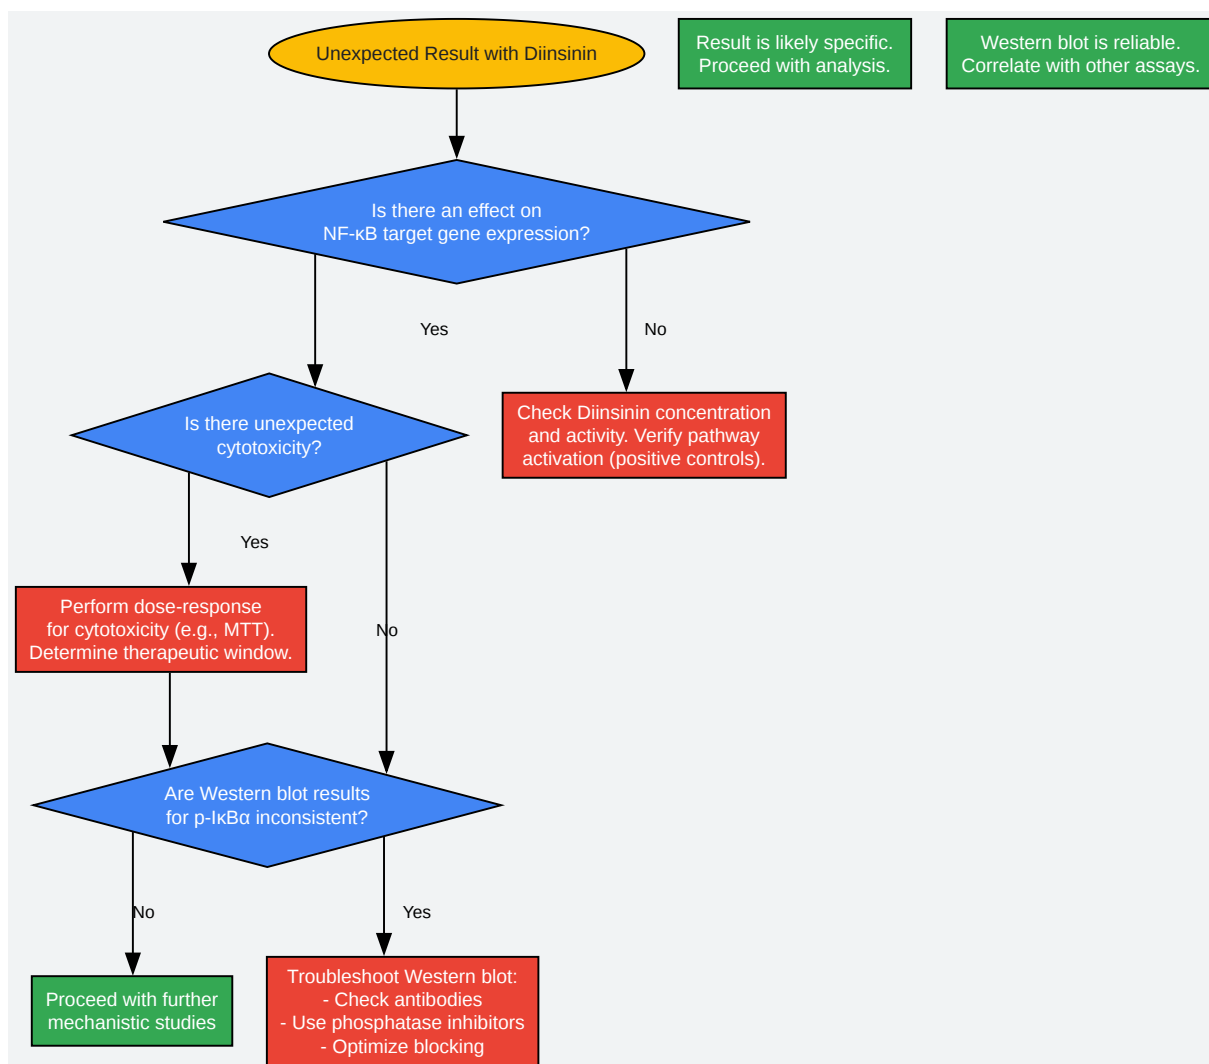 Unexpected Result with Diinsinin
Result is likely specific.
Proceed with analysis.
Western blot is reliable.
Correlate with other assays.
Is there an effect on
NF-κB target gene expression?
Yes
No
Is there unexpected
cytotoxicity?
Check Diinsinin concentration
and activity. Verify pathway
activation (positive controls).
Yes
Perform dose-response
for cytotoxicity (e.g., MTT).
Determine therapeutic window.
No
Are Western blot results
for p-IκBα inconsistent?
No
Yes
Proceed with further
mechanistic studies
Troubleshoot Western blot:
- Check antibodies
- Use phosphatase inhibitors
- Optimize blocking